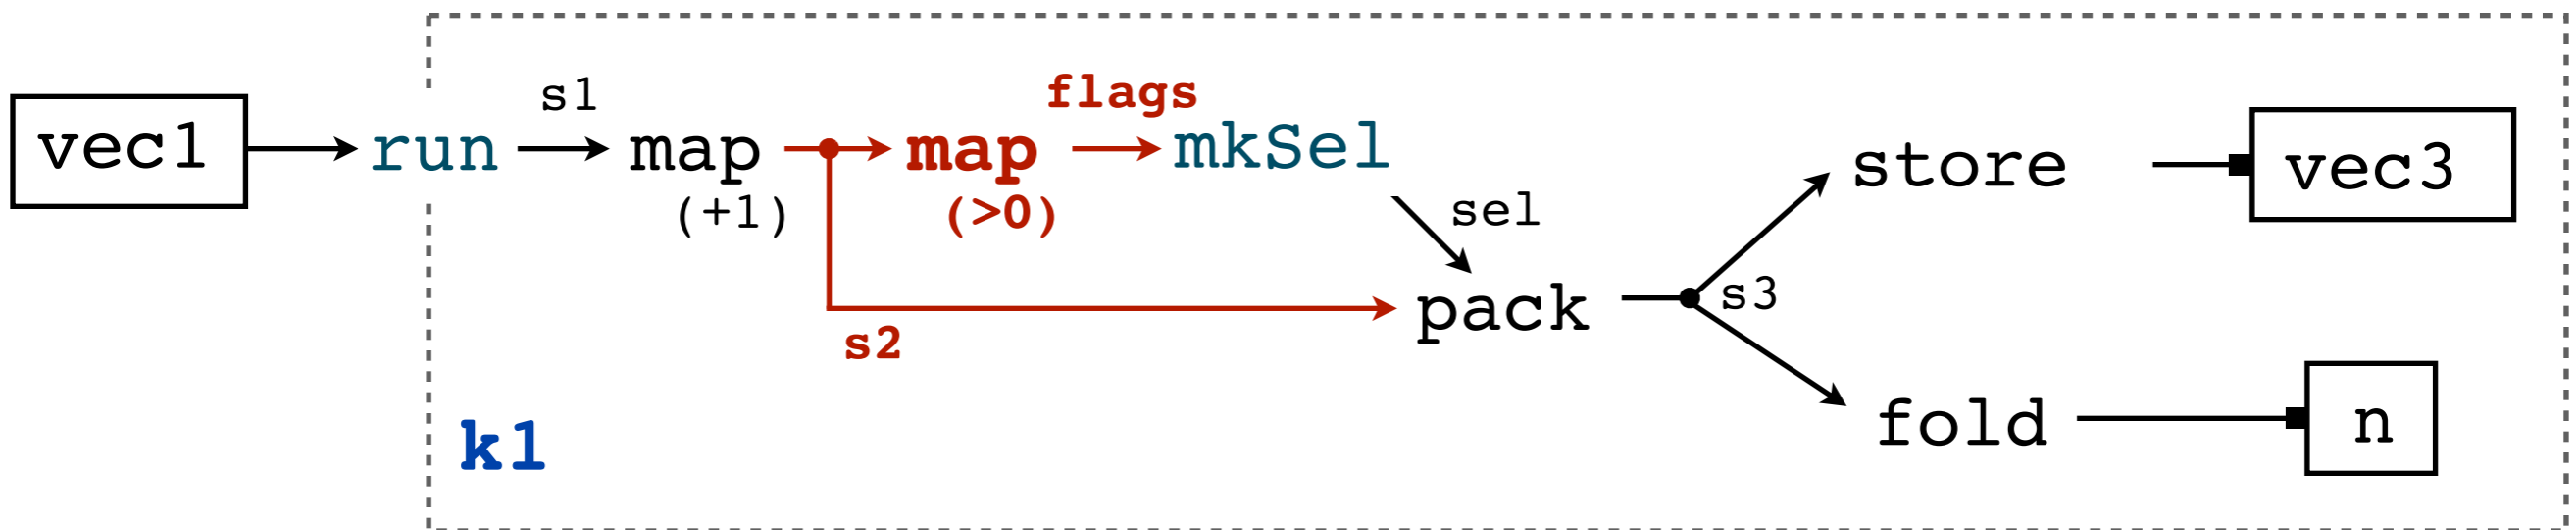 s1
flags
vec1
run
map
map
mkSel
store
vec3
(+1)
(>0)
sel
pack
s3
s2
k1
fold
n